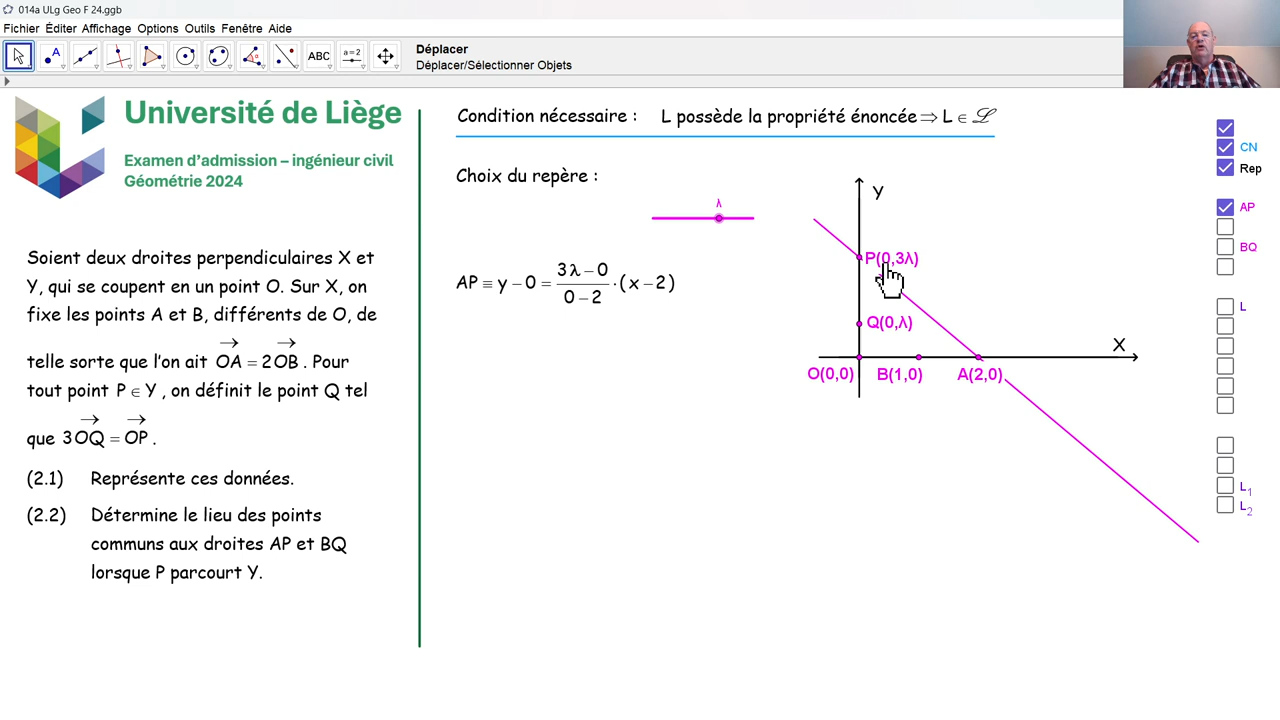 014a ULg Geo F 24.ggb
Fichier Éditer Affichage Options Outils Fenêtre Aide
A
ABC
a=2
Déplacer
Déplacer/Sélectionner Objets
Université de Liège
Examen d’admission – ingénieur civil
Géométrie 2024
Soient deux droites perpendiculaires X et
Y, qui se coupent en un point O. Sur X, on
fixe les points A et B, différents de O, de
telle sorte que l’on ait →OA = 2→OB . Pour
tout point P ∈ Y , on définit le point Q tel
que 3→OQ = →OP .
(2.1) Représente ces données.
(2.2) Détermine le lieu des points
communs aux droites AP et BQ
lorsque P parcourt Y.
Condition nécessaire : L possède la propriété énoncée ⇒ L ∈ ℒ
Choix du repère :
λ
AP ≡ y − 0 = (3λ − 0)/(0 − 2) · (x − 2)
Y
P(0,3λ)
Q(0,λ)
X
O(0,0) B(1,0) A(2,0)
CN
Rep
AP
BQ
L
L₁
L₂